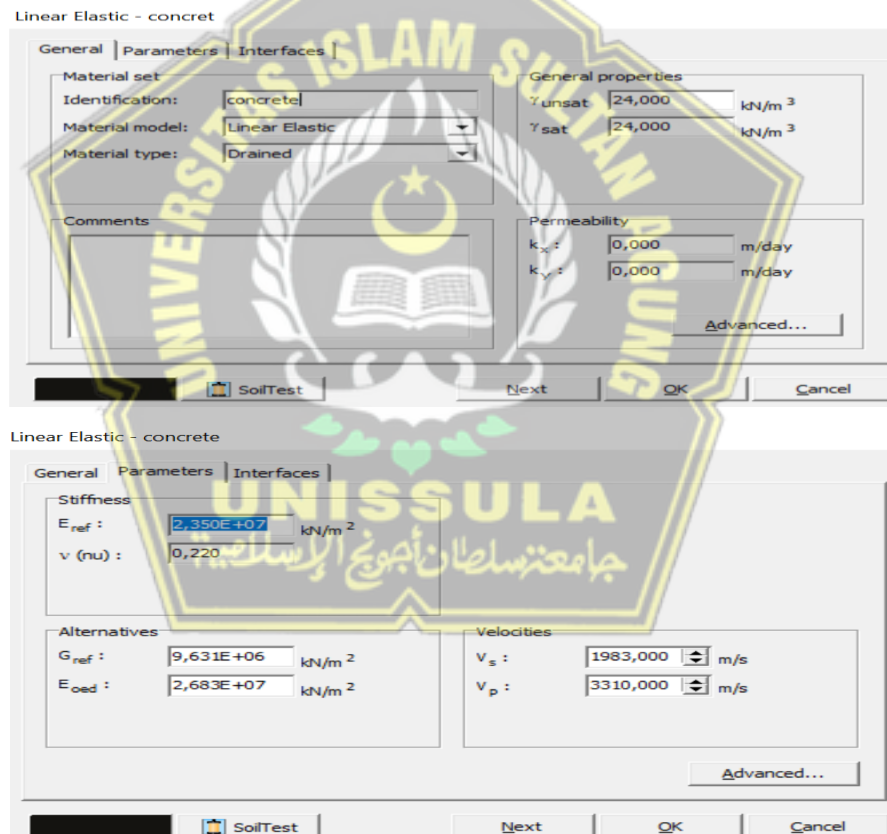 Linear Elastic - concret
General Parameters Interfaces
Material set
Identification: concrete
Material model: Linear Elastic
Material type: Drained
General properties
γunsat 24,000 kN/m 3
γsat 24,000 kN/m 3
Comments
Permeability
kx : 0,000 m/day
ky : 0,000 m/day
Advanced...
SoilTest Next OK Cancel
UNIVERSITAS ISLAM SULTAN AGUNG
Linear Elastic - concrete
General Parameters Interfaces
Stiffness
Eref : 2,350E+07 kN/m 2
ν (nu) : 0,220
UNISSULA
جامعتنسلطان أجونج الإسلامية
Alternatives
Gref : 9,631E+06 kN/m 2
Eoed : 2,683E+07 kN/m 2
Velocities
Vs : 1983,000 m/s
Vp : 3310,000 m/s
Advanced...
SoilTest Next OK Cancel